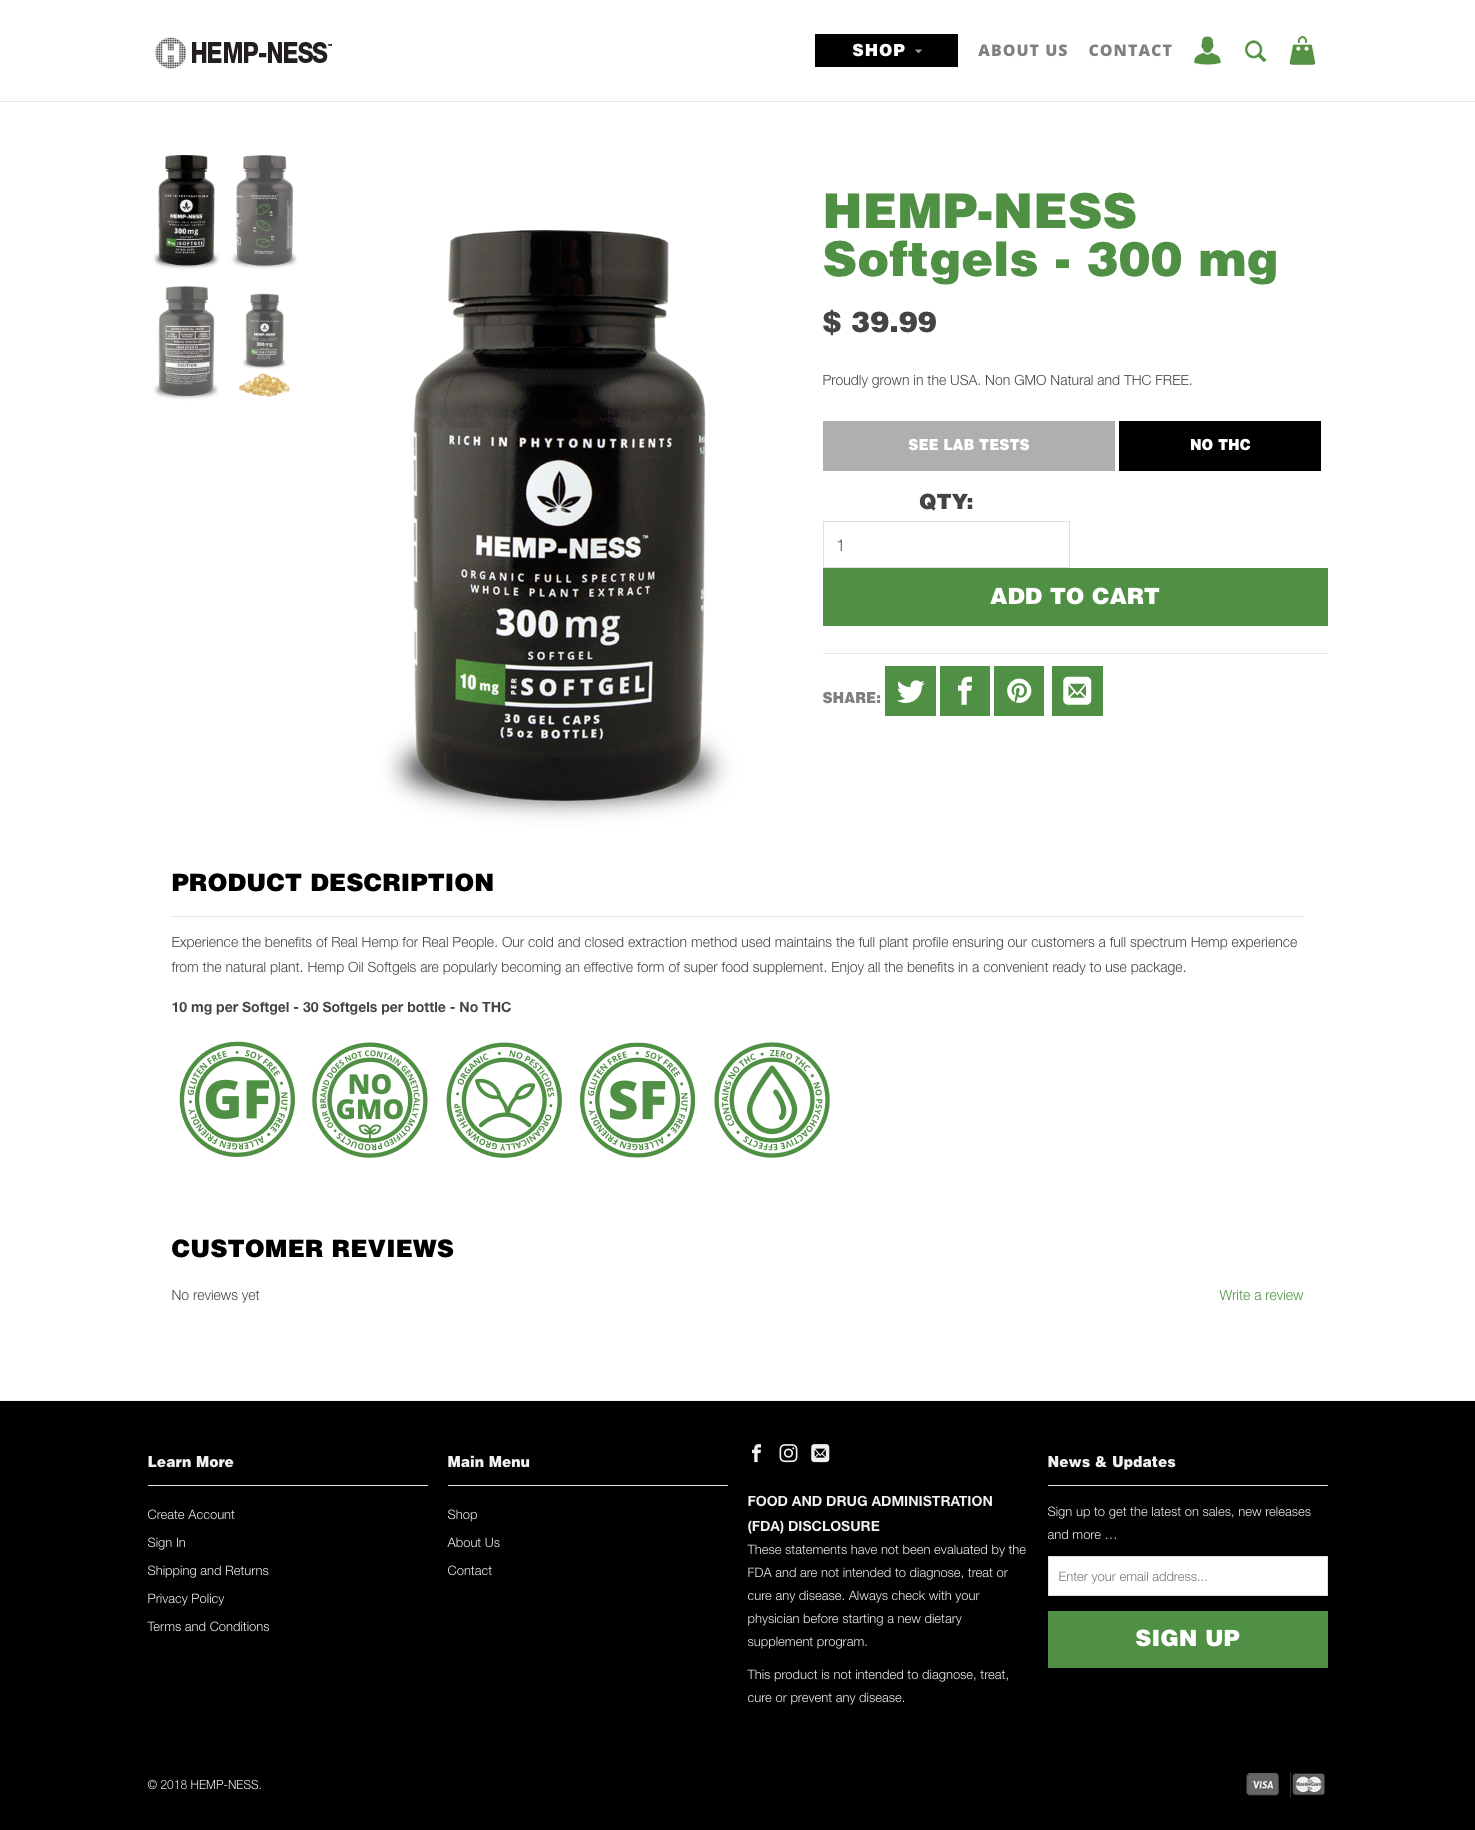 HEMP-NESS™
SHOP
ABOUT US
CONTACT
HEMP-NESS
Softgels - 300 mg
$ 39.99
Proudly grown in the USA. Non GMO Natural and THC FREE.
SEE LAB TESTS
NO THC
QTY:
1
ADD TO CART
SHARE:
RICH IN PHYTONUTRIENTS
HEMP-NESS™
ORGANIC FULL SPECTRUM
WHOLE PLANT EXTRACT
300 mg
SOFTGEL
10 mg PER SOFTGEL
30 GEL CAPS
(5 oz BOTTLE)
PRODUCT DESCRIPTION
Experience the benefits of Real Hemp for Real People. Our cold and closed extraction method used maintains the full plant profile ensuring our customers a full spectrum Hemp experience
from the natural plant. Hemp Oil Softgels are popularly becoming an effective form of super food supplement. Enjoy all the benefits in a convenient ready to use package.
10 mg per Softgel - 30 Softgels per bottle - No THC
GLUTEN FREE • SOY FREE • NUT FREE • ALLERGEN FRIENDLY •
GF
OUR BRAND DOES NOT CONTAIN GENETICALLY MOTIFIED PRODUCTS •
NO
GMO
ORGANIC • NO PESTICIDES • ORGANICALLY GROWN HEMP •
GLUTEN FREE • SOY FREE • NUT FREE • ALLERGEN FRIENDLY •
SF
CONTAINS NO THC • ZERO THC • NO PSYCHOACTIVE EFFECTS •
CUSTOMER REVIEWS
No reviews yet
Write a review
Learn More
Create Account
Sign In
Shipping and Returns
Privacy Policy
Terms and Conditions
Main Menu
Shop
About Us
Contact
FOOD AND DRUG ADMINISTRATION
(FDA) DISCLOSURE
These statements have not been evaluated by the
FDA and are not intended to diagnose, treat or
cure any disease. Always check with your
physician before starting a new dietary
supplement program.
This product is not intended to diagnose, treat,
cure or prevent any disease.
News & Updates
Sign up to get the latest on sales, new releases
and more …
Enter your email address...
SIGN UP
© 2018 HEMP-NESS.
VISA
MasterCard